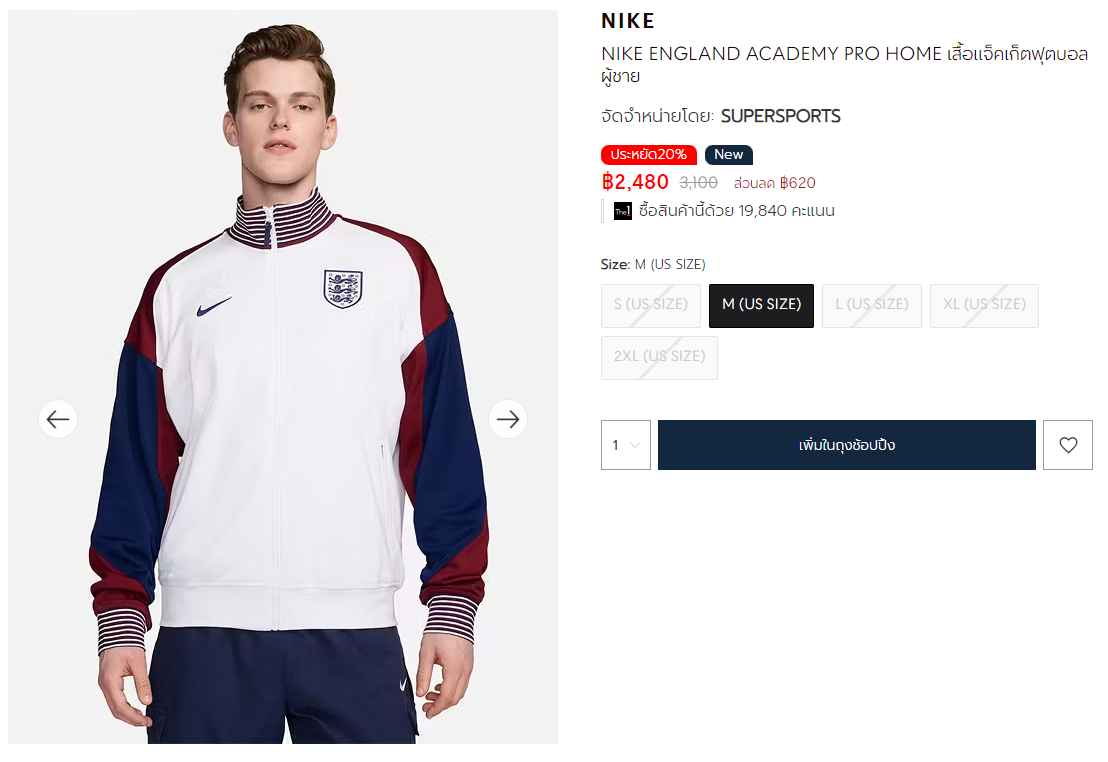 NIKE
NIKE ENGLAND ACADEMY PRO HOME เสื้อแจ็คเก็ตฟุตบอล
ผู้ชาย
จัดจำหน่ายโดย: SUPERSPORTS
ประหยัด20% New
฿2,480 3,100 ส่วนลด ฿620
The1 ซื้อสินค้านี้ด้วย 19,840 คะแนน
Size: M (US SIZE)
S (US SIZE) M (US SIZE) L (US SIZE) XL (US SIZE)
2XL (US SIZE)
1 เพิ่มในถุงช้อปปิ้ง